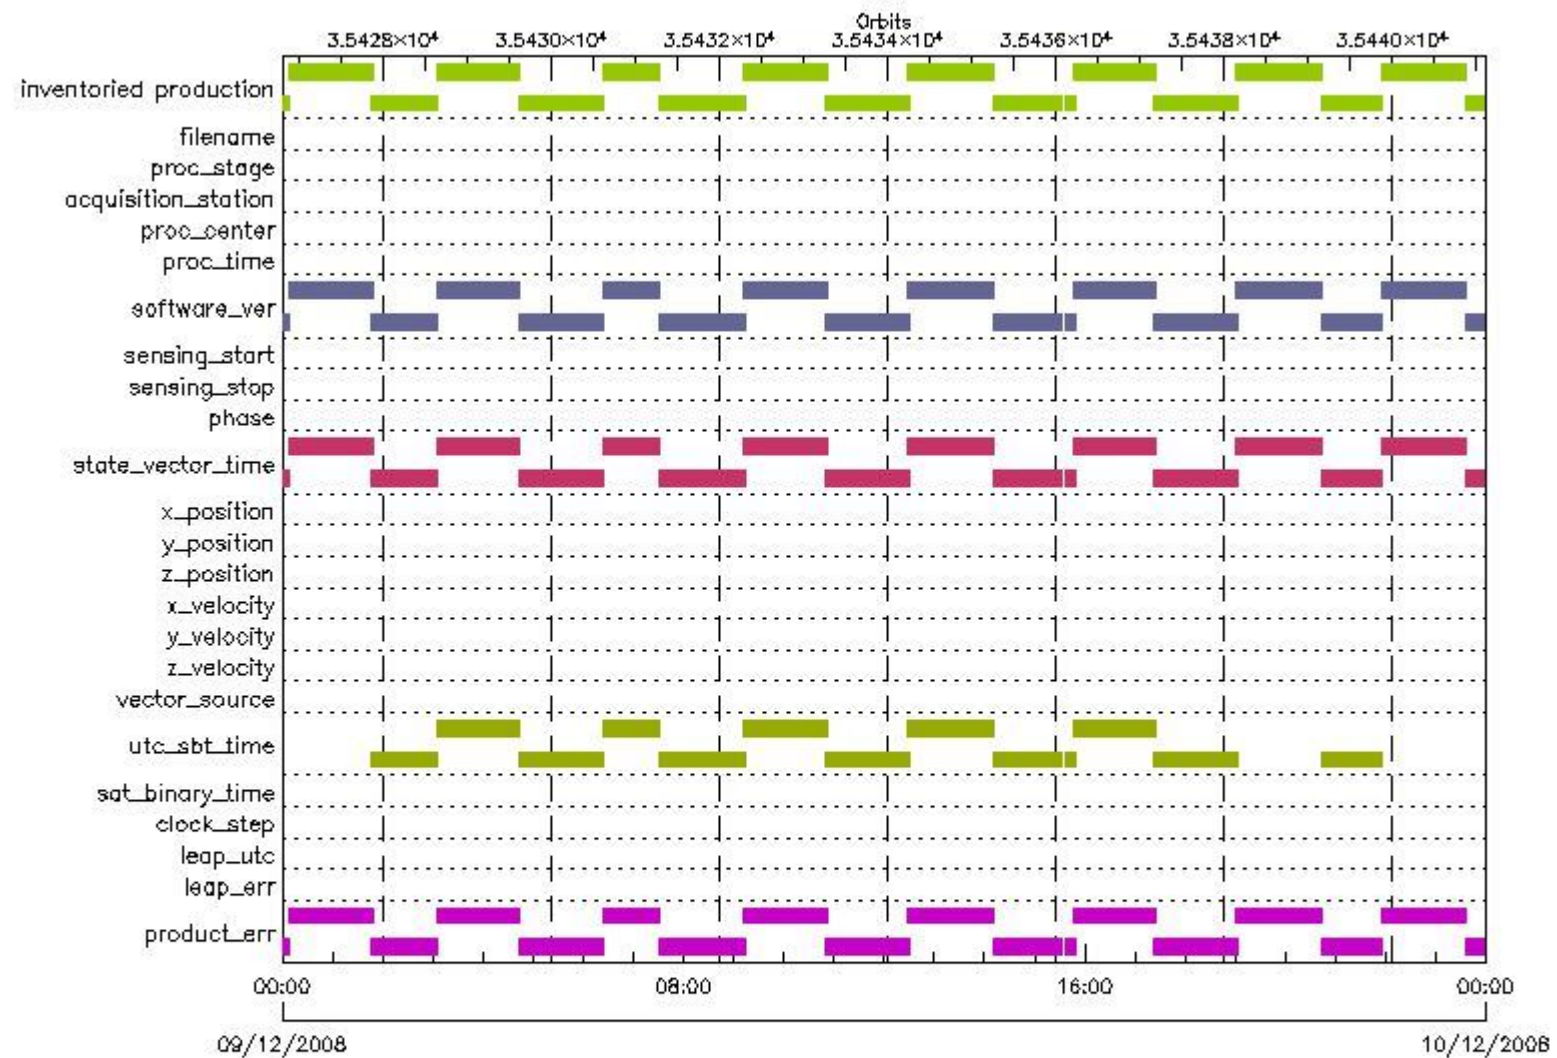 Orbits
3.5428×10⁴ 3.5430×10⁴ 3.5432×10⁴ 3.5434×10⁴ 3.5436×10⁴ 3.5438×10⁴ 3.5440×10⁴
inventoried production
filename
proc_stage
acquisition_station
proc_center
proc_time
software_ver
sensing_start
sensing_stop
phase
state_vector_time
x_position
y_position
z_position
x_velocity
y_velocity
z_velocity
vector_source
utc_sbt_time
sat_binary_time
clock_step
leap_utc
leap_err
product_err
00:00 08:00 16:00 00:00
09/12/2008 10/12/2008